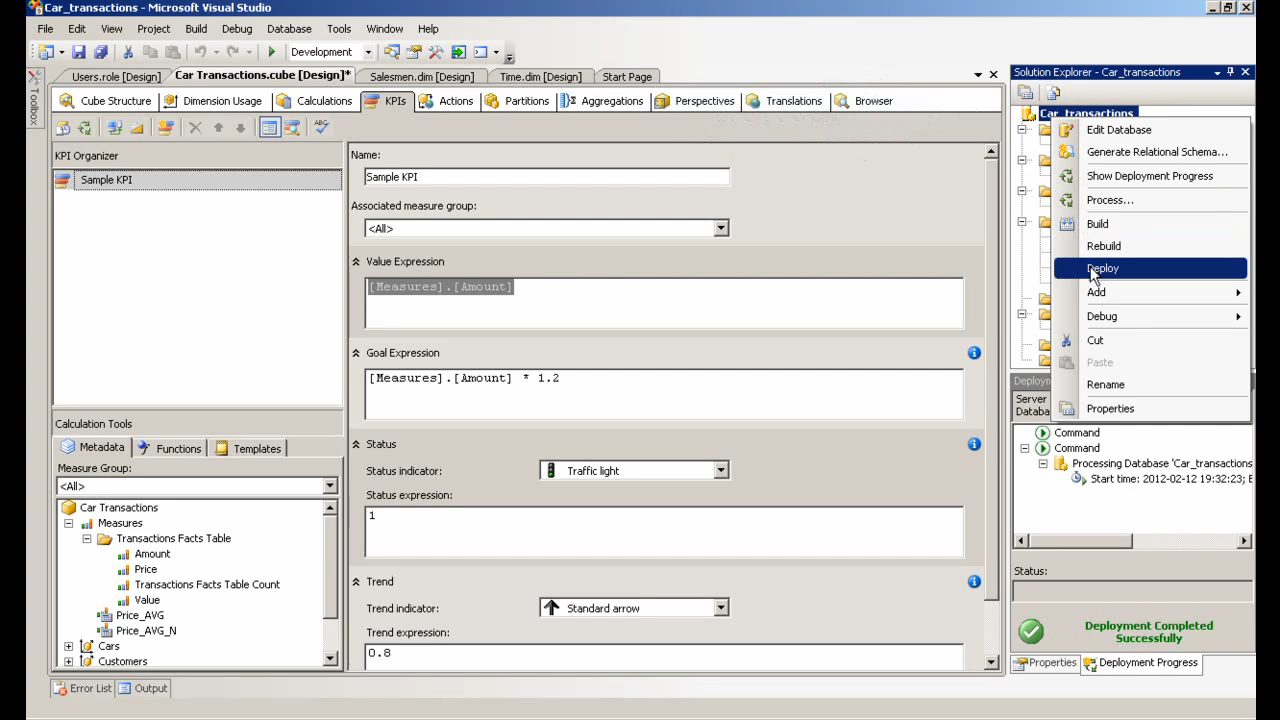 Car_transactions - Microsoft Visual Studio
File Edit View Project Build Debug Database Tools Window Help
Development
Users.role [Design] Car Transactions.cube [Design]* Salesmen.dim [Design] Time.dim [Design] Start Page
Cube Structure Dimension Usage Calculations KPIs Actions Partitions Aggregations Perspectives Translations Browser
Toolbox
KPI Organizer
Sample KPI
Name:
Sample KPI
Associated measure group:
<All>
Value Expression
[Measures].[Amount]
Goal Expression
[Measures].[Amount] * 1.2
Status
Status indicator: Traffic light
Status expression:
1
Trend
Trend indicator: Standard arrow
Trend expression:
0.8
Calculation Tools
Metadata Functions Templates
Measure Group:
<All>
Car Transactions
Measures
Transactions Facts Table
Amount
Price
Transactions Facts Table Count
Value
Price_AVG
Price_AVG_N
Cars
Customers
Error List Output
Solution Explorer - Car_transactions
Car_transactions
Edit Database
Generate Relational Schema...
Show Deployment Progress
Process...
Build
Rebuild
Deploy
Add
Debug
Cut
Paste
Rename
Properties
Deploym
Server
Databa
Command
Command
Processing Database 'Car_transactions
Start time: 2012-02-12 19:32:23; E
Status:
Deployment Completed
Successfully
Properties Deployment Progress